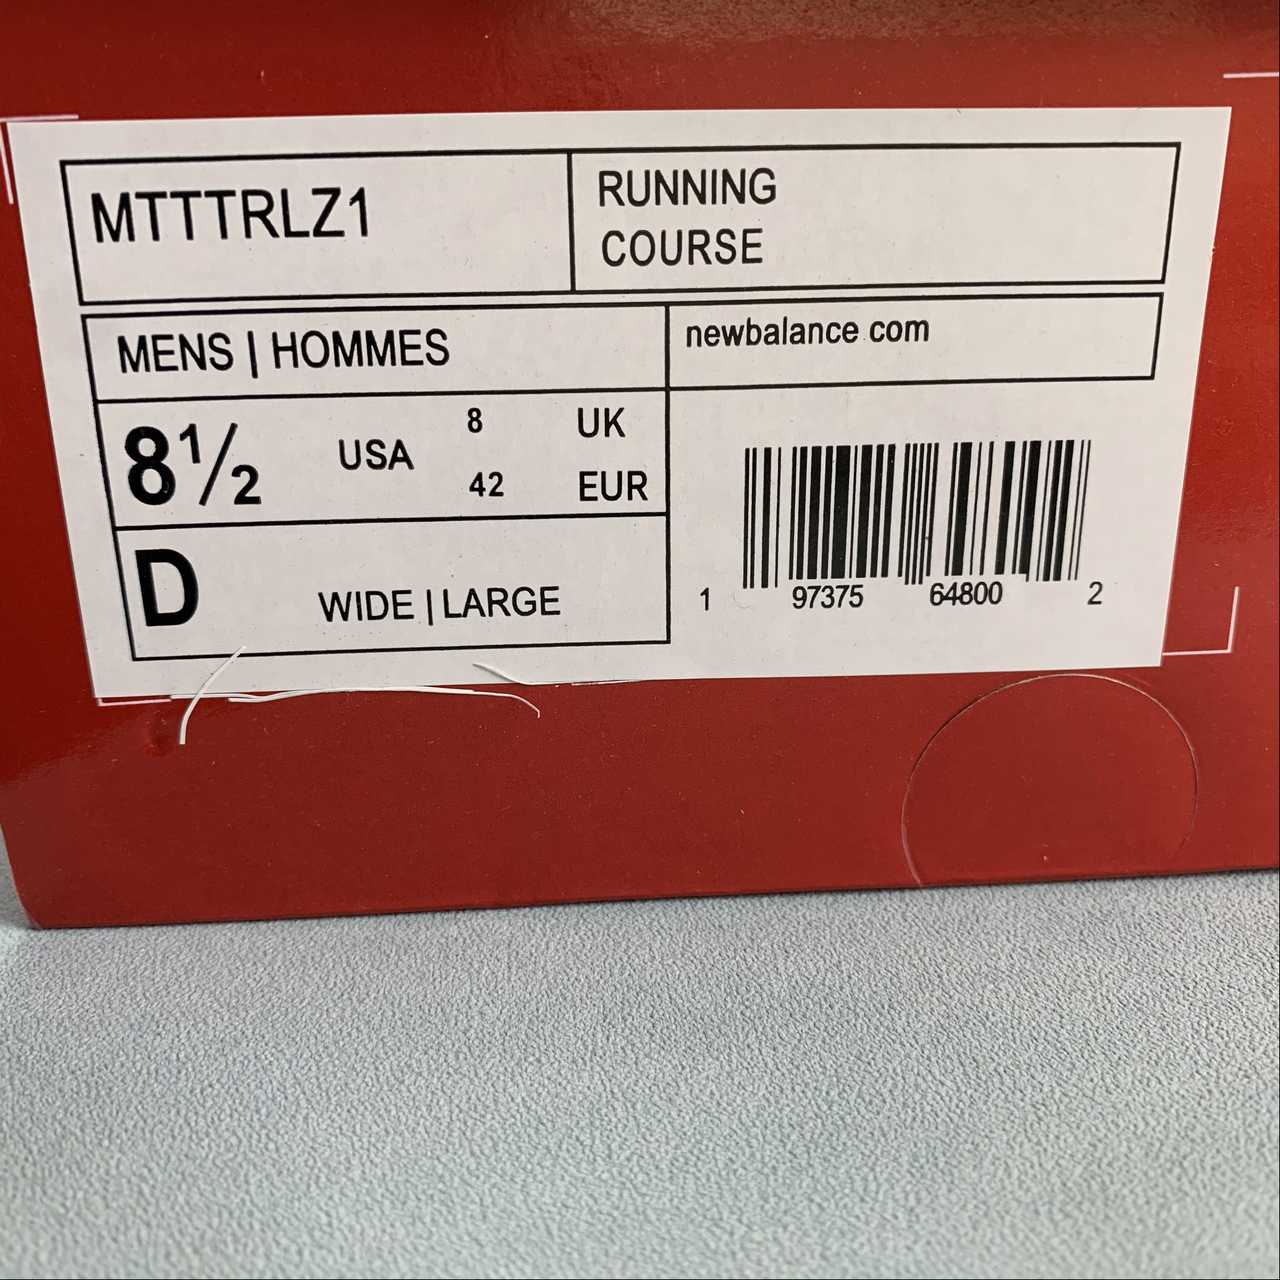 MTTTRLZ1
RUNNING
COURSE
MENS | HOMMES
newbalance.com
8½ USA 8 UK
42 EUR
D WIDE | LARGE
1 97375 64800 2